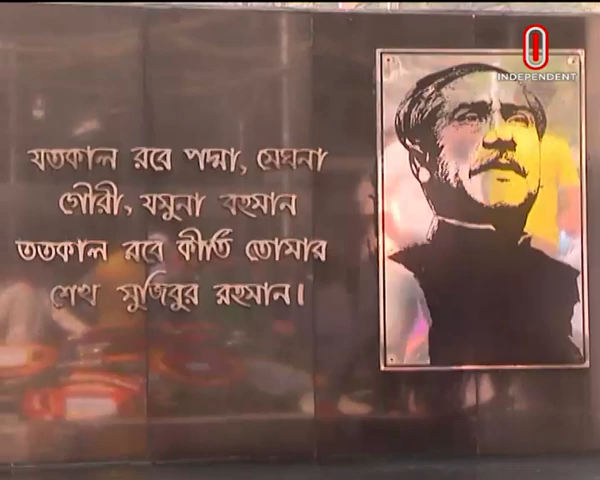 INDEPENDENT
যতকাল রবে পদ্মা, মেঘনা
গৌরী, যমুনা বহমান
ততকাল রবে কীর্তি তোমার
শেখ মুজিবুর রহমান।